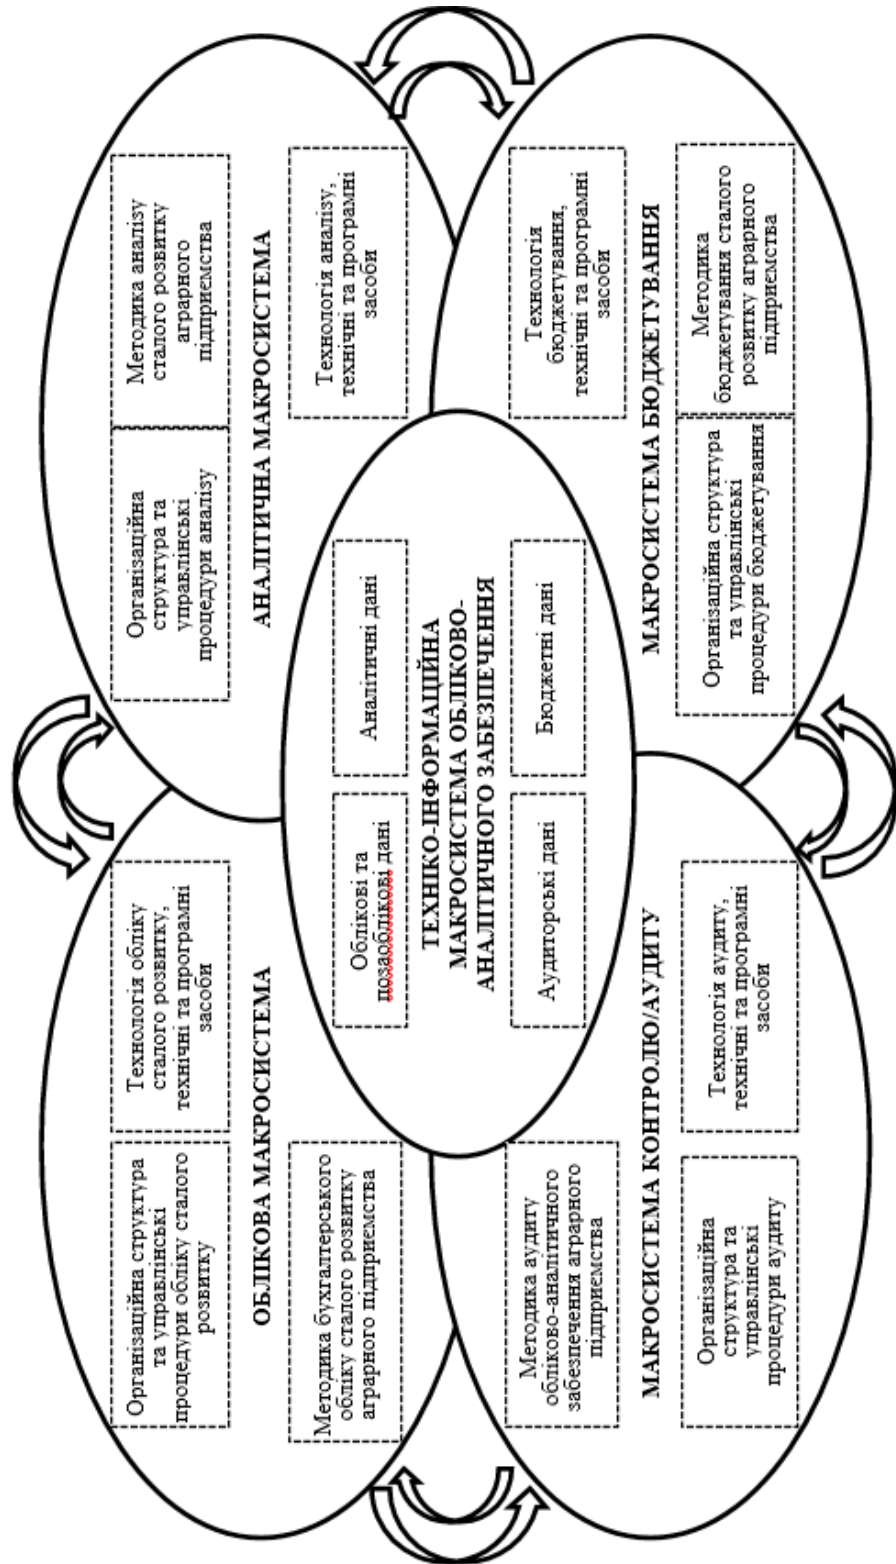 Організаційна структура
та управлінські
процедури обліку сталого
розвитку
Технологія обліку
сталого розвитку,
технічні та програмні
засоби
ОБЛІКОВА МАКРОСИСТЕМА
Методика бухгалтерського
обліку сталого розвитку
аграрного підприємства
Організаційна
структура та
управлінські
процедури аналізу
Методика аналізу
сталого розвитку
аграрного
підприємства
АНАЛІТИЧНА МАКРОСИСТЕМА
Технологія аналізу,
технічні та програмні
засоби
Облікові та
позаоблікові дані
Аналітичні дані
ТЕХНІКО-ІНФОРМАЦІЙНА
МАКРОСИСТЕМА ОБЛІКОВО-
АНАЛІТИЧНОГО ЗАБЕЗПЕЧЕННЯ
Аудиторські дані
Бюджетні дані
Методика аудиту
обліково-аналітичного
забезпечення аграрного
підприємства
МАКРОСИСТЕМА КОНТРОЛЮ/АУДИТУ
Організаційна
структура та
управлінські
процедури аудиту
Технологія аудиту,
технічні та програмні
засоби
Технологія
бюджетування,
технічні та програмні
засоби
МАКРОСИСТЕМА БЮДЖЕТУВАННЯ
Організаційна структура
та управлінські
процедури бюджетування
Методика
бюджетування сталого
розвитку аграрного
підприємства